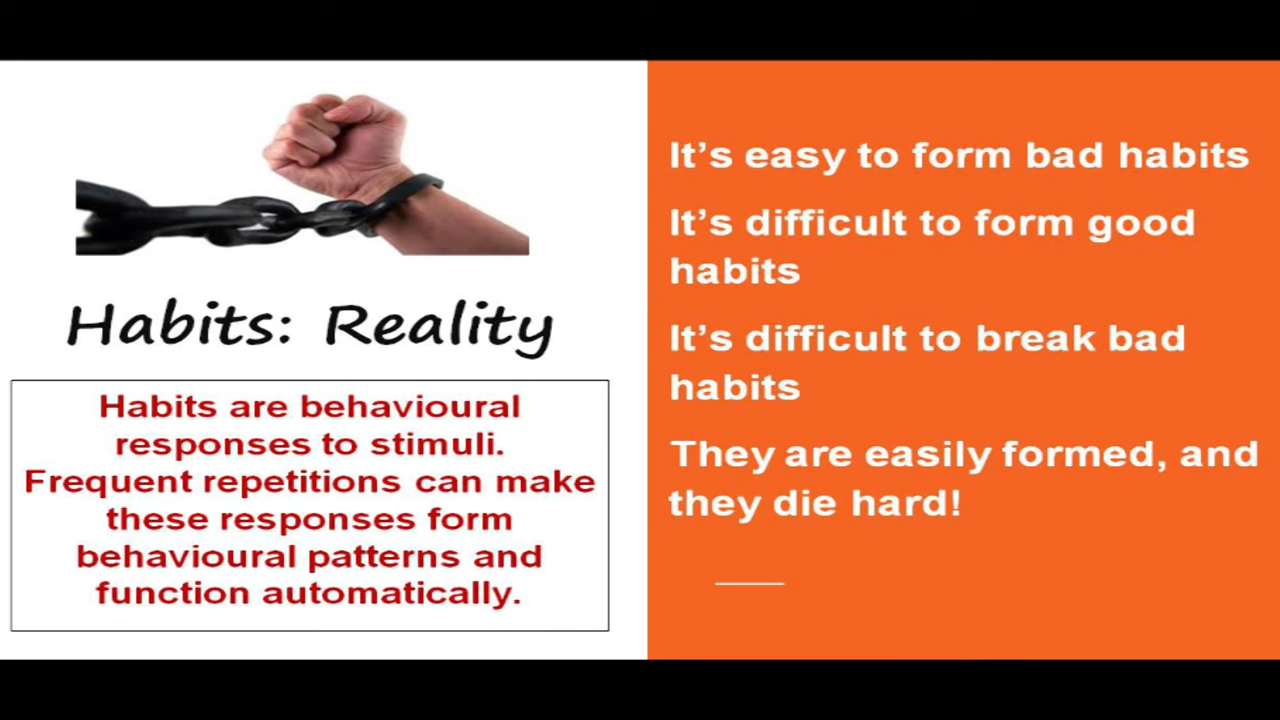 Habits: Reality
Habits are behavioural
responses to stimuli.
Frequent repetitions can make
these responses form
behavioural patterns and
function automatically.
It's easy to form bad habits
It's difficult to form good
habits
It's difficult to break bad
habits
They are easily formed, and
they die hard!